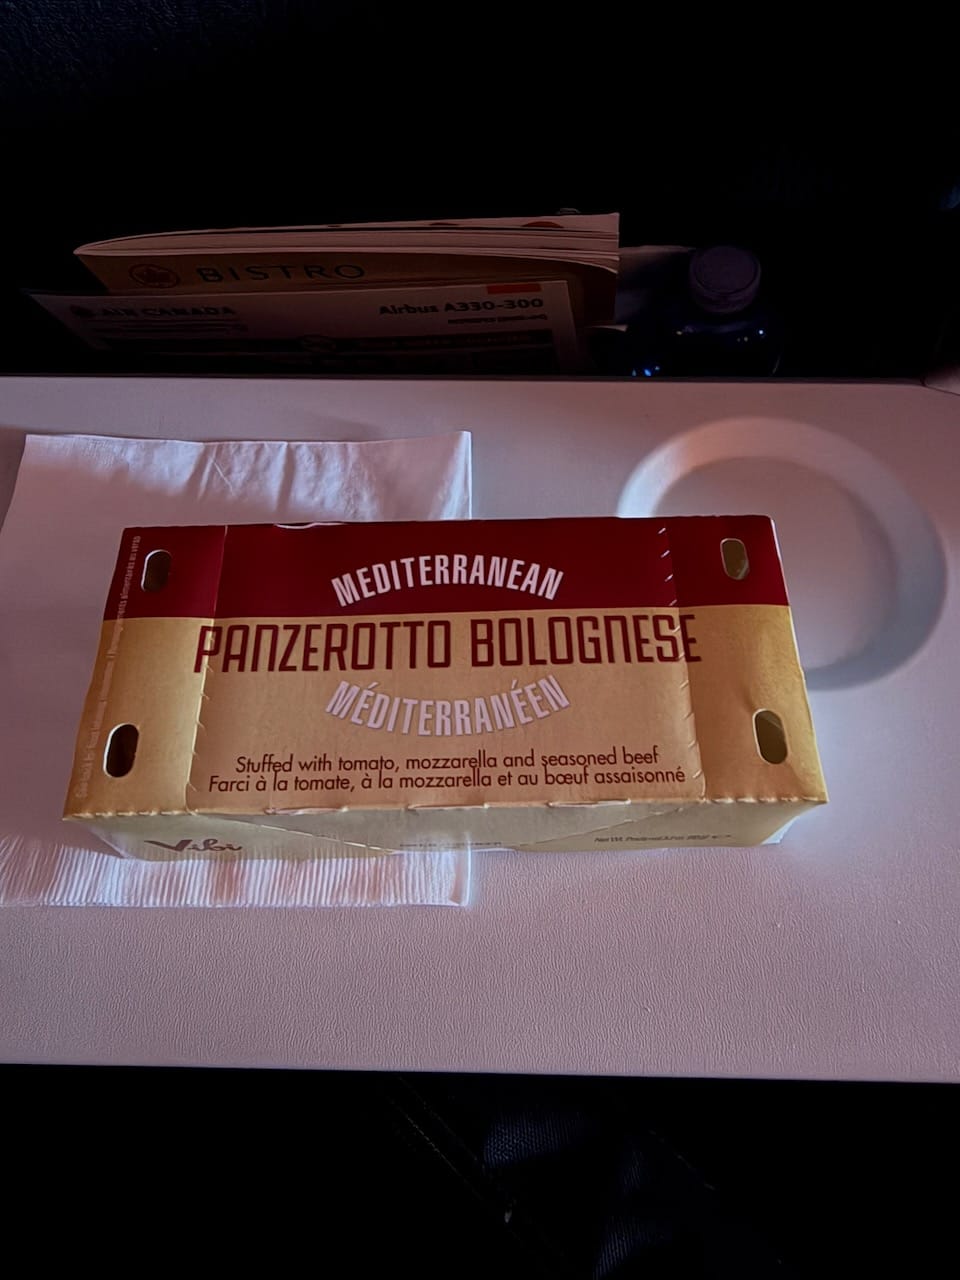 BISTRO
AIR CANADA
Airbus A330-300
MEDITERRANEAN
PANZEROTTO BOLOGNESE
MÉDITERRANÉEN
Stuffed with tomato, mozzarella and seasoned beef
Farci à la tomate, à la mozzarella et au bœuf assaisonné
Vibi